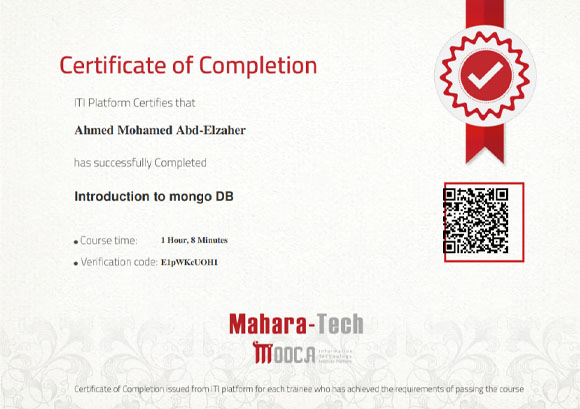 Certificate of Completion
ITI Platform Certifies that
Ahmed Mohamed Abd-Elzaher
has successfully Completed
Introduction to mongo DB
Course time: 1 Hour, 8 Minutes
Verification code: E1pWKcUOH1
Mahara-Tech
MOOCA
Certificate of Completion issued from ITI platform for each trainee who has achieved the requirements of passing the course